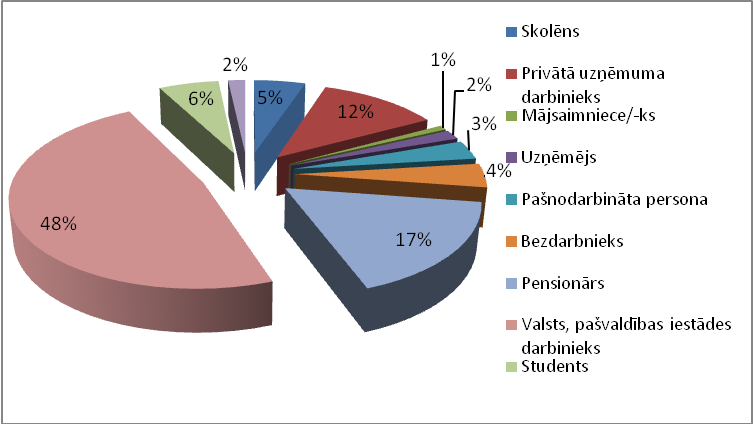 2%
5%
12%
1%
2%
3%
4%
17%
48%
6%
Skolēns
Privātā uzņēmuma
darbinieks
Mājsaimniece/-ks
Uzņēmējs
Pašnodarbināta persona
Bezdarbnieks
Pensionārs
Valsts, pašvaldības iestādes
darbinieks
Students